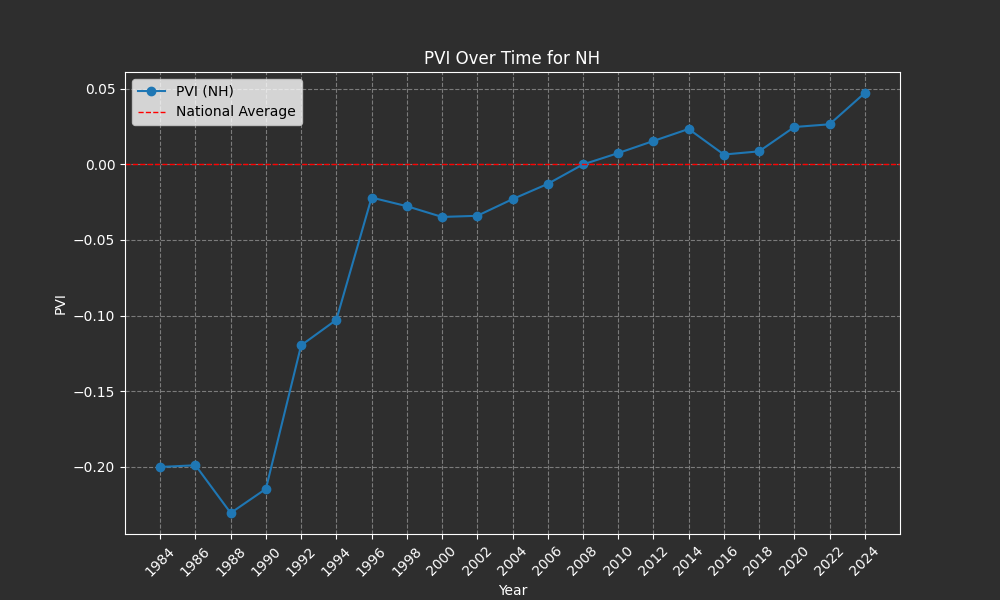 PVI Over Time for NH
PVI (NH)
National Average
0.05
0.00
−0.05
−0.10
−0.15
−0.20
PVI
1984 1986 1988 1990 1992 1994 1996 1998 2000 2002 2004 2006 2008 2010 2012 2014 2016 2018 2020 2022 2024
Year